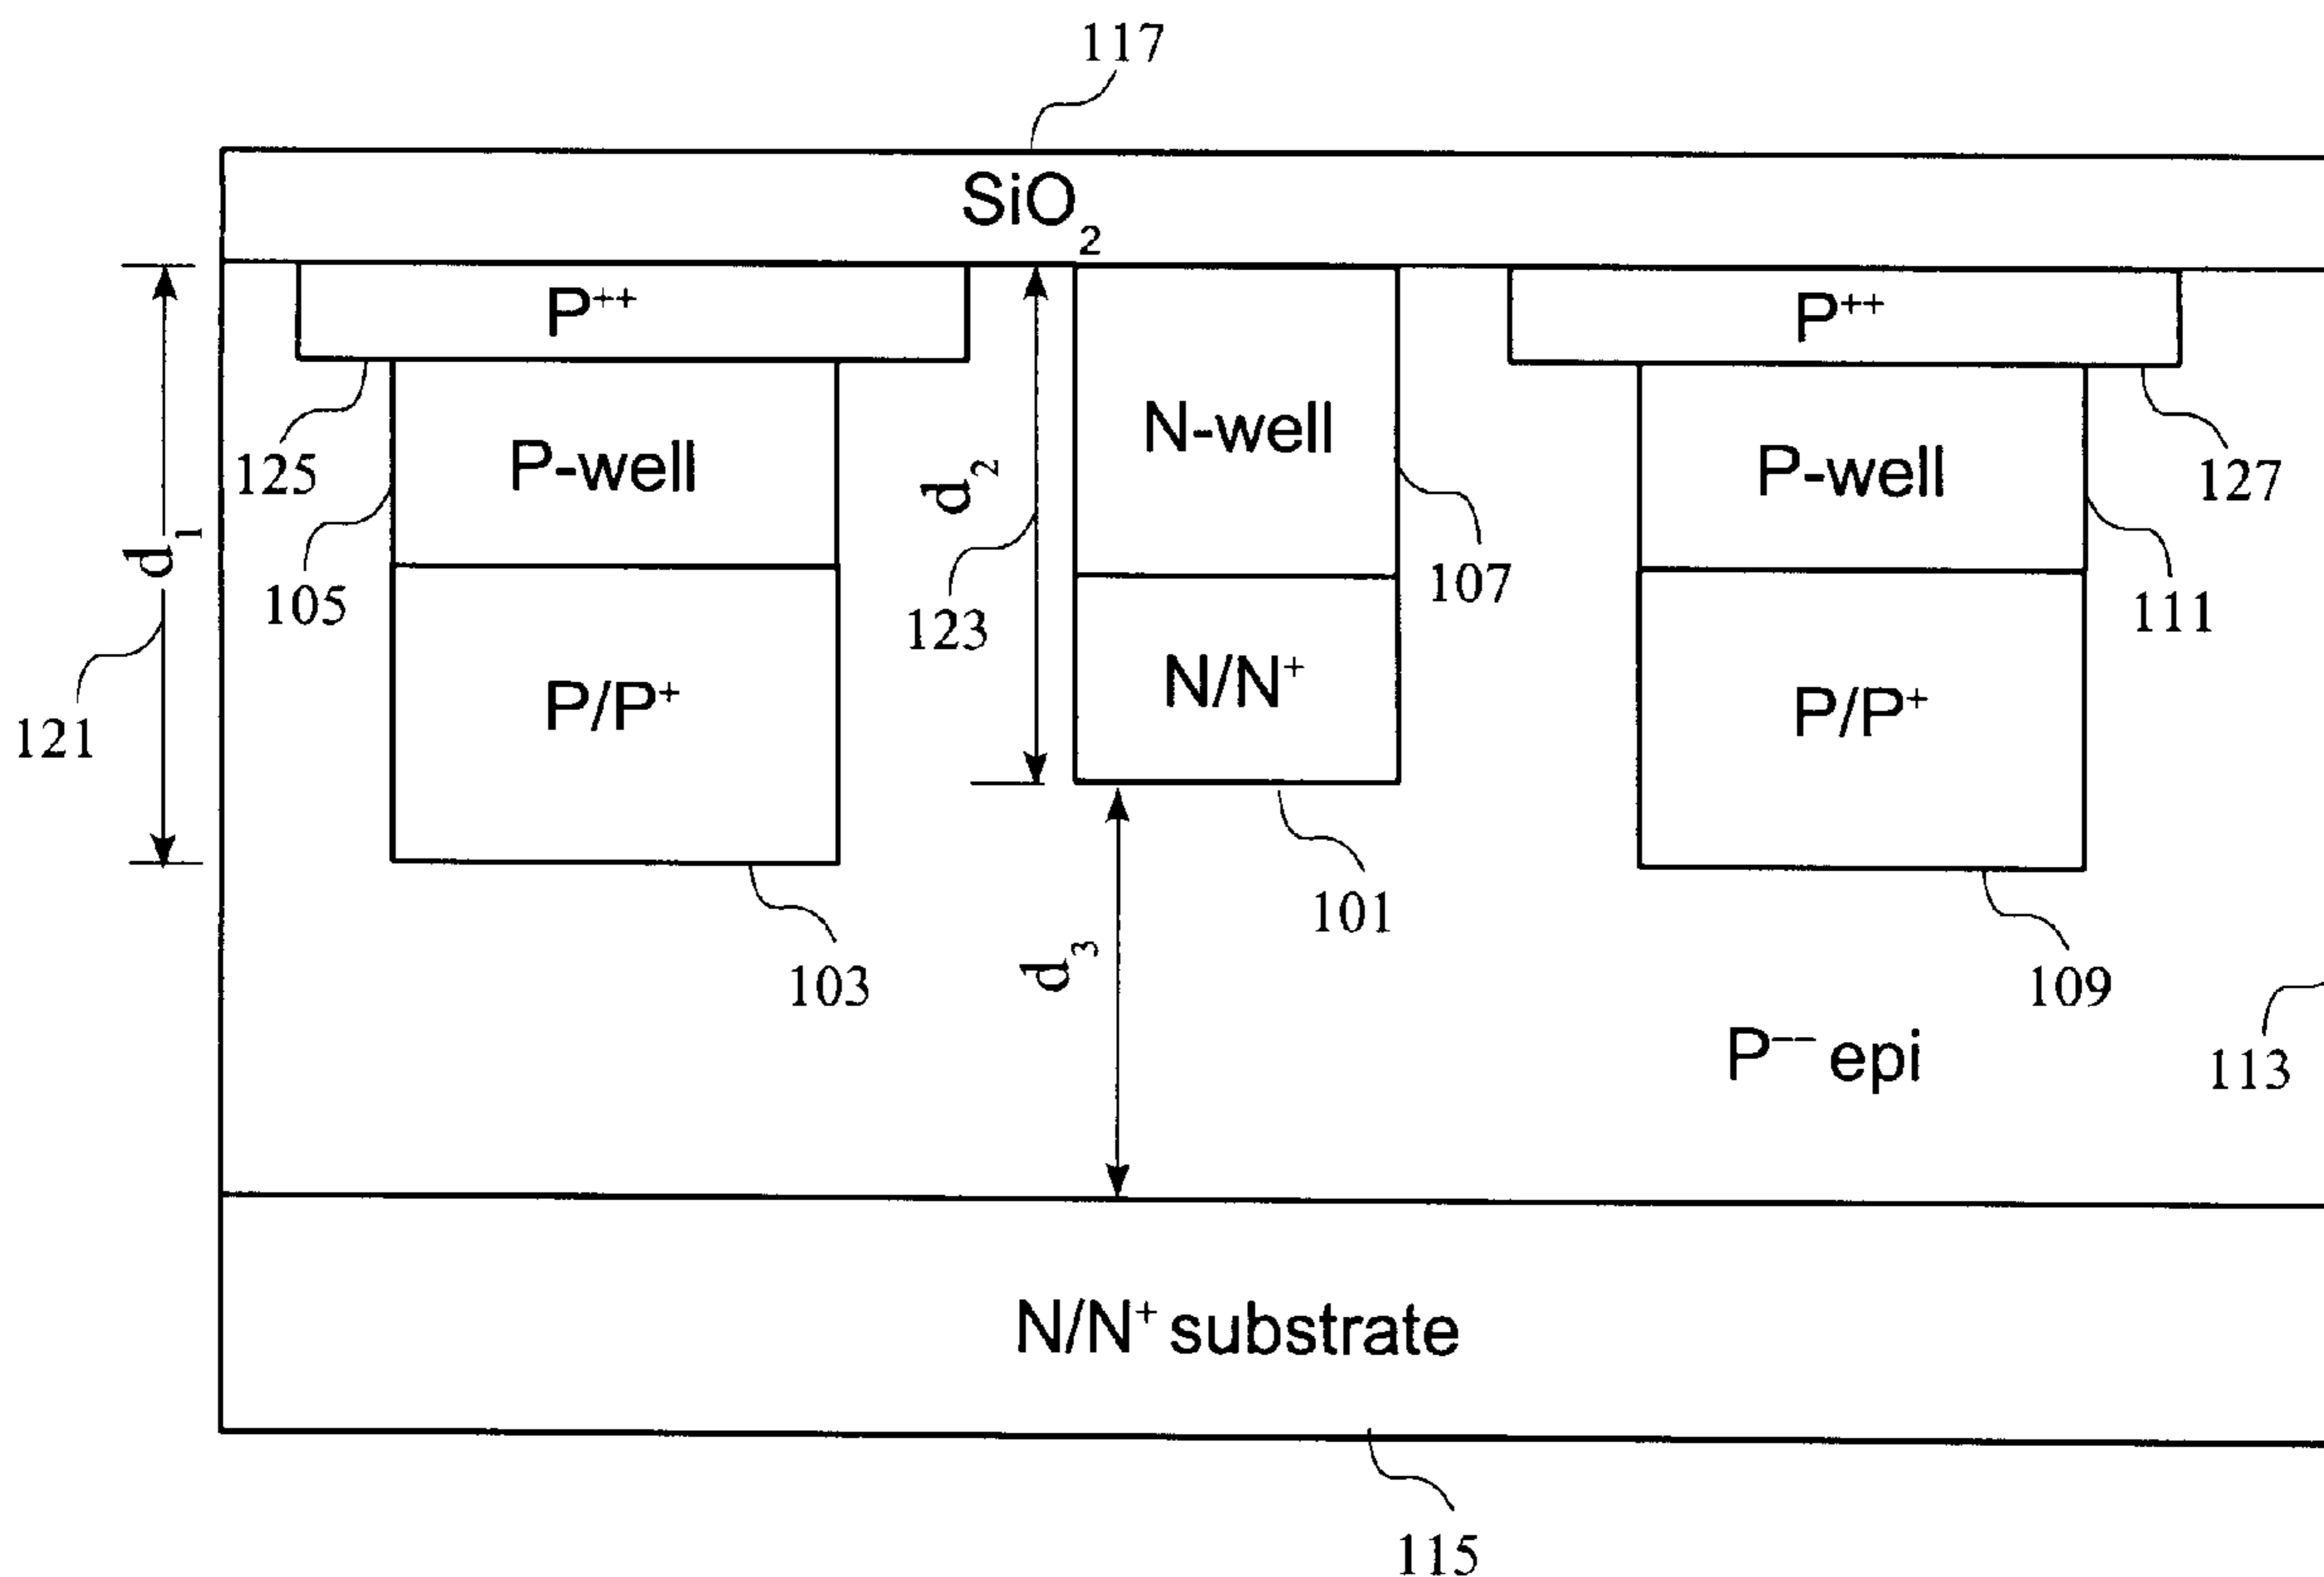 117
SiO₂
P⁺⁺
P⁺⁺
N-well
P-well
P-well
125
127
d₂
d₁
105
107
111
123
N/N⁺
P/P⁺
P/P⁺
121
101
103
d₃
109
P⁻⁻ epi
113
N/N⁺ substrate
115